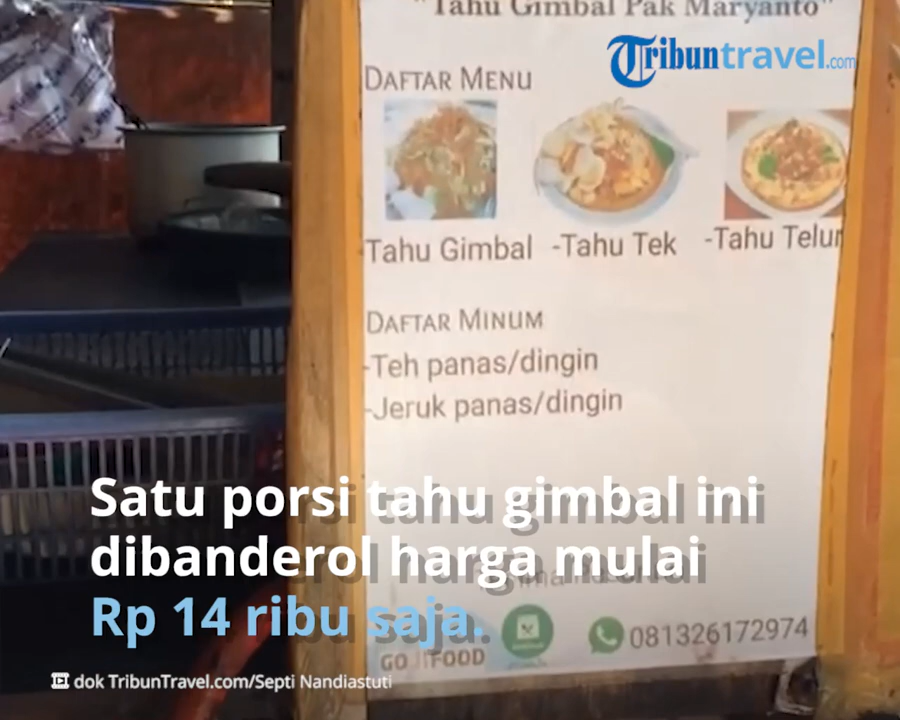 "Tahu Gimbal Pak Maryanto"
Tribuntravel.com
DAFTAR MENU
-Tahu Gimbal -Tahu Tek -Tahu Telur
DAFTAR MINUM
-Teh panas/dingin
-Jeruk panas/dingin
Satu porsi tahu gimbal ini
dibanderol harga mulai
Rp 14 ribu saja.
081326172974
GO FOOD
dok TribunTravel.com/Septi Nandiastuti